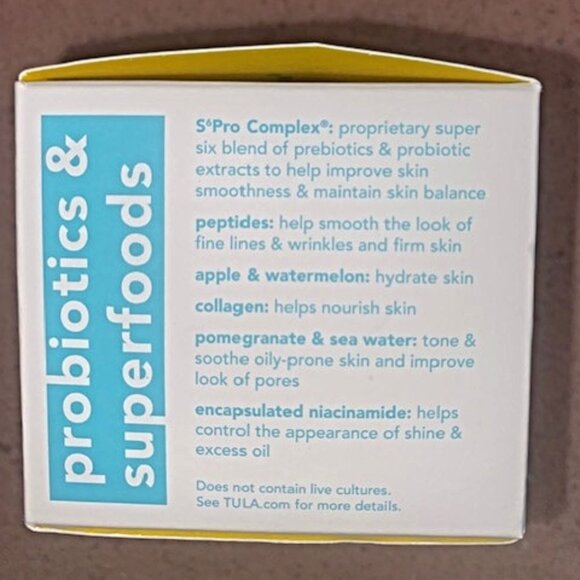 probiotics &
superfoods
S⁶Pro Complex®: proprietary super
six blend of prebiotics & probiotic
extracts to help improve skin
smoothness & maintain skin balance
peptides: help smooth the look of
fine lines & wrinkles and firm skin
apple & watermelon: hydrate skin
collagen: helps nourish skin
pomegranate & sea water: tone &
soothe oily-prone skin and improve
look of pores
encapsulated niacinamide: helps
control the appearance of shine &
excess oil
Does not contain live cultures.
See TULA.com for more details.